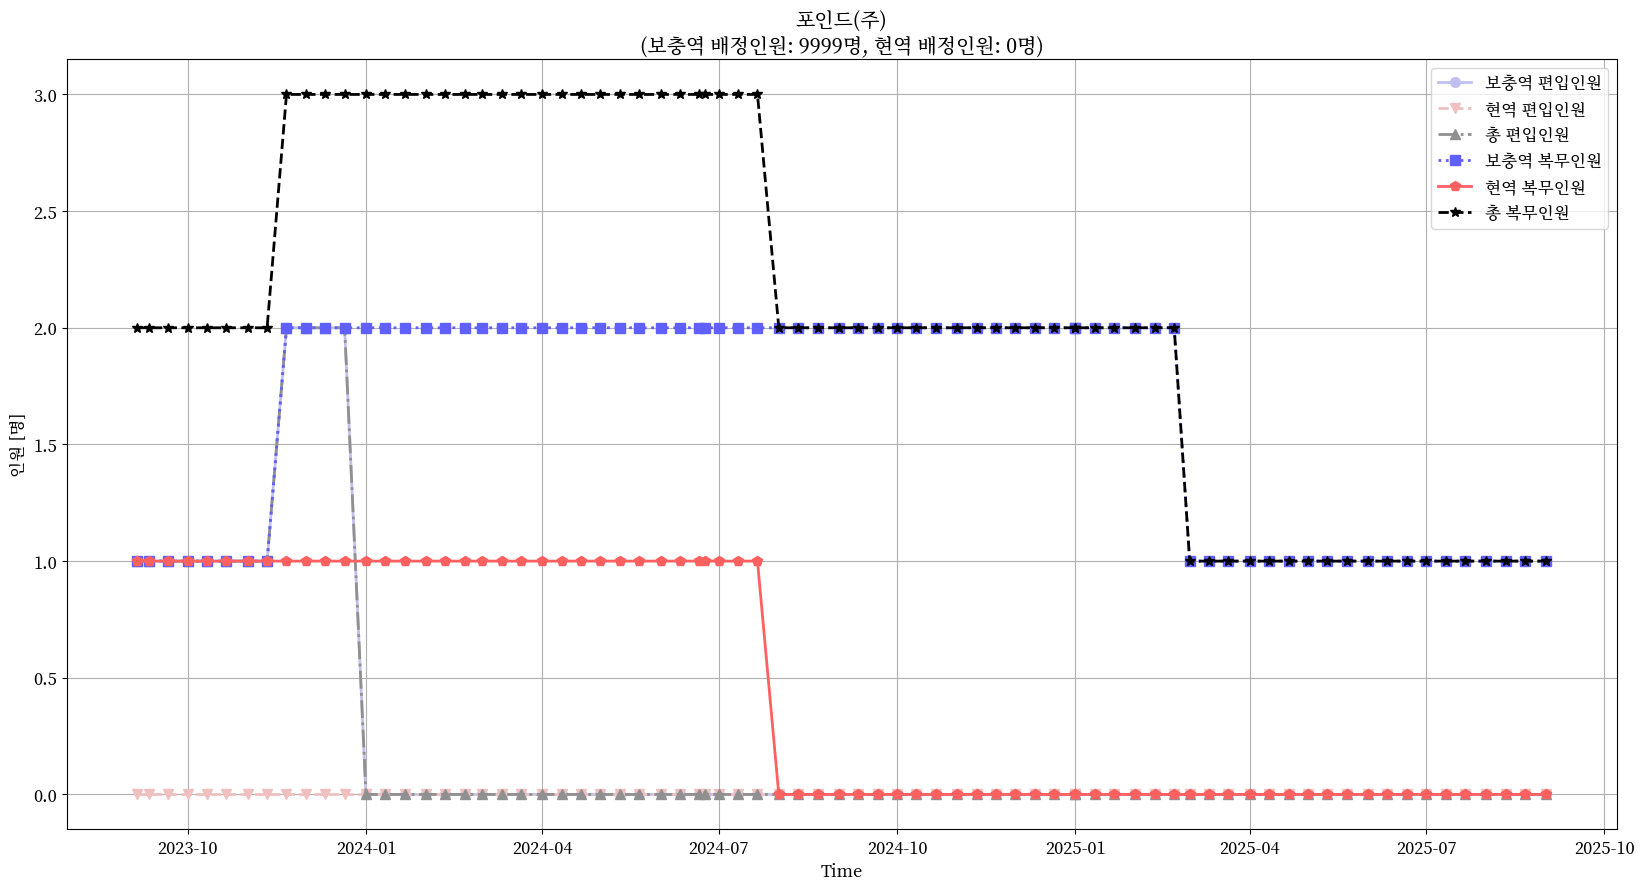 포인드(주)
(보충역 배정인원: 9999명, 현역 배정인원: 0명)
보충역 편입인원
현역 편입인원
총 편입인원
보충역 복무인원
현역 복무인원
총 복무인원
인원 [명]
3.0
2.5
2.0
1.5
1.0
0.5
0.0
2023-10
2024-01
2024-04
2024-07
2024-10
2025-01
2025-04
2025-07
2025-10
Time